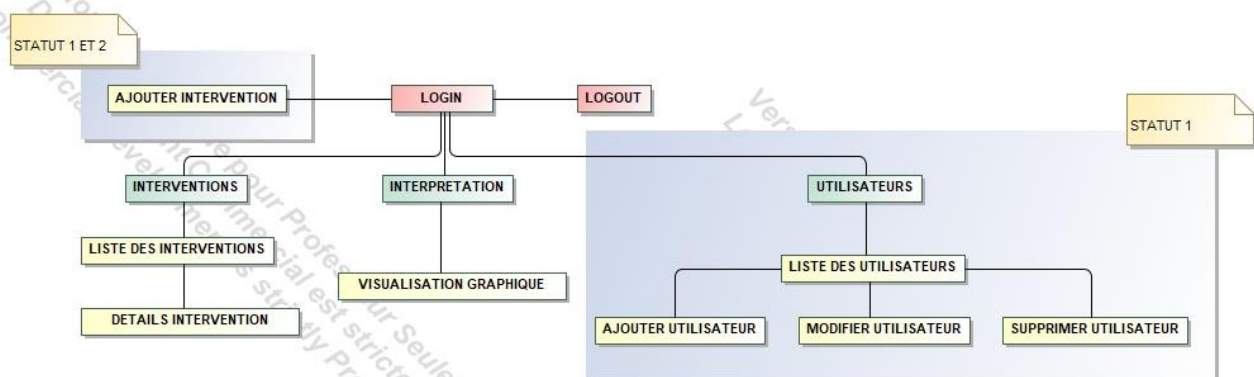 STATUT 1 ET 2
AJOUTER INTERVENTION
LOGIN
LOGOUT
STATUT 1
INTERVENTIONS
INTERPRETATION
UTILISATEURS
LISTE DES INTERVENTIONS
LISTE DES UTILISATEURS
VISUALISATION GRAPHIQUE
DETAILS INTERVENTION
AJOUTER UTILISATEUR
MODIFIER UTILISATEUR
SUPPRIMER UTILISATEUR